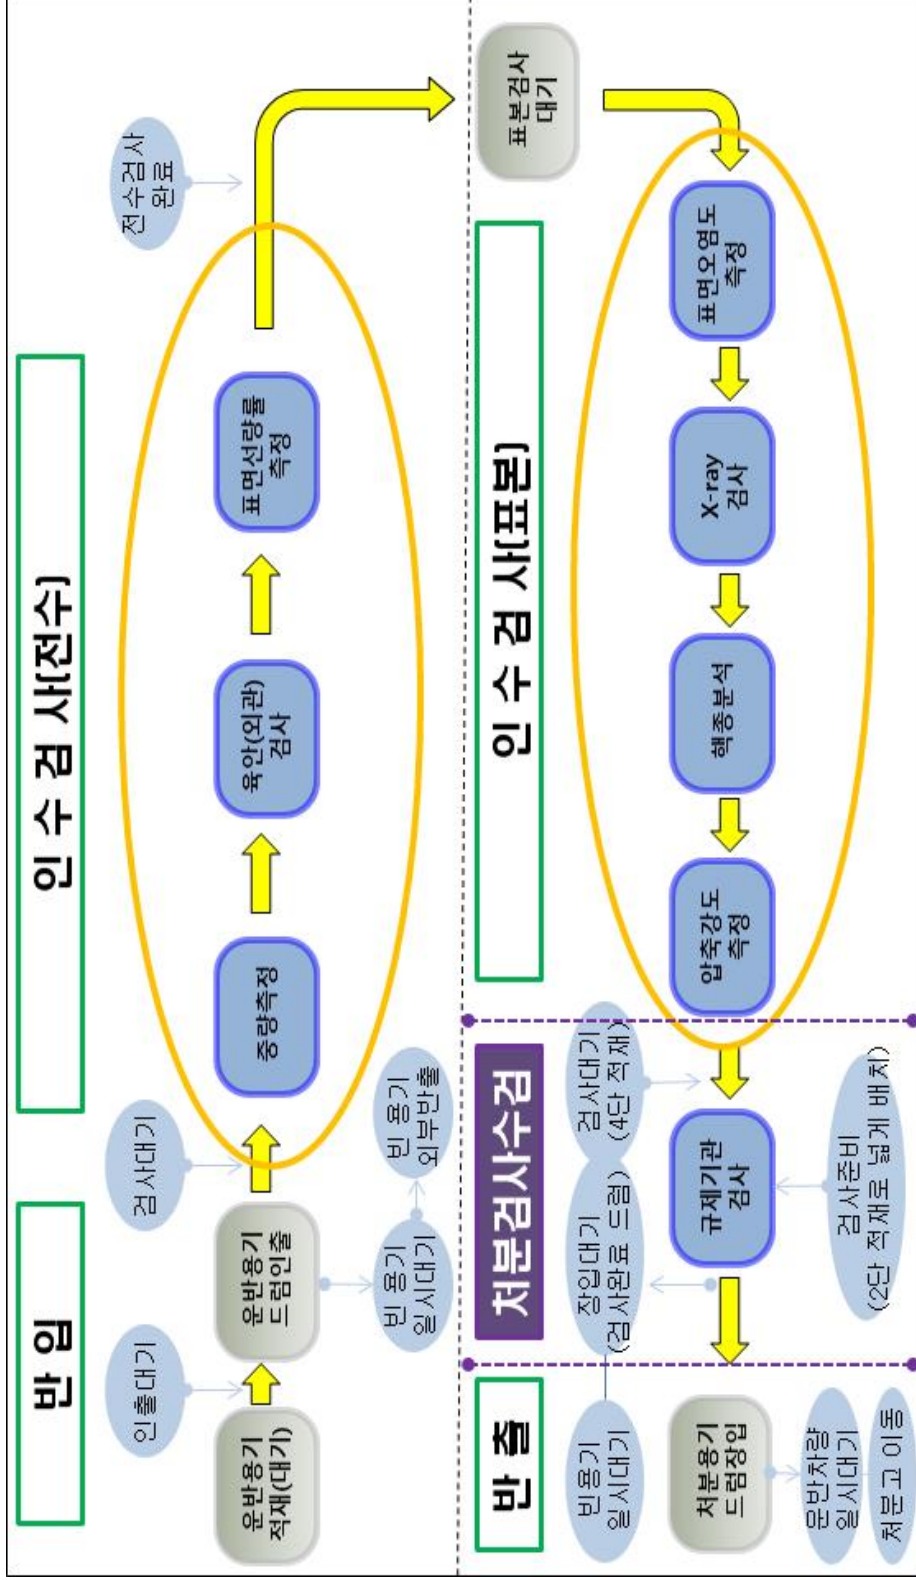 반 입
인 수 검 사(전수)
인출대기
검사대기
전수검사
완료
운반용기
적재(대기)
운반용기
드럼인출
중량측정
육안(외관)
검사
표면선량률
측정
빈 용기
일시대기
빈 용기
외부반출
반 출
처분검사수검
인 수 검 사(표본)
표본검사
대기
빈용기
일시대기
장입대기
(검사완료 드럼)
검사대기
(4단 적재)
처분용기
드럼장입
규제기관
검사
압축강도
측정
핵종분석
X-ray
검사
표면오염도
측정
운반차량
일시대기
처분고 이동
검사준비
(2단 적재로 넓게 배치)